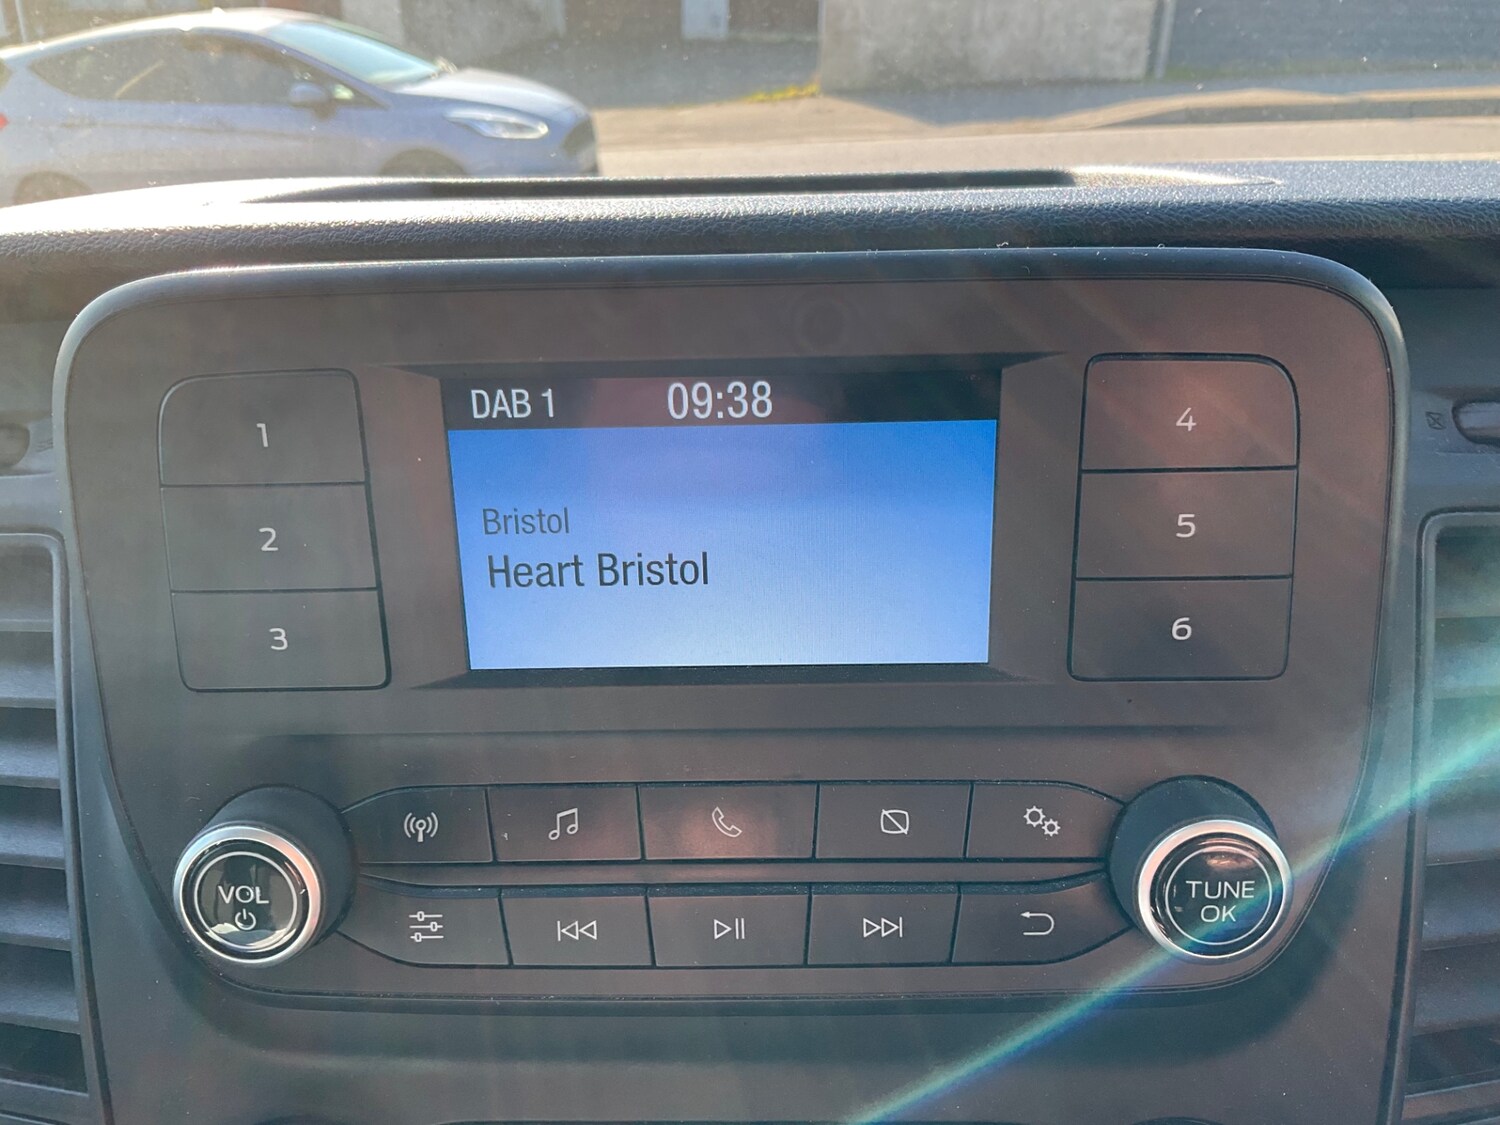 DAB 1 09:38
Bristol
Heart Bristol
1
2
3
4
5
6
VOL
TUNE
OK